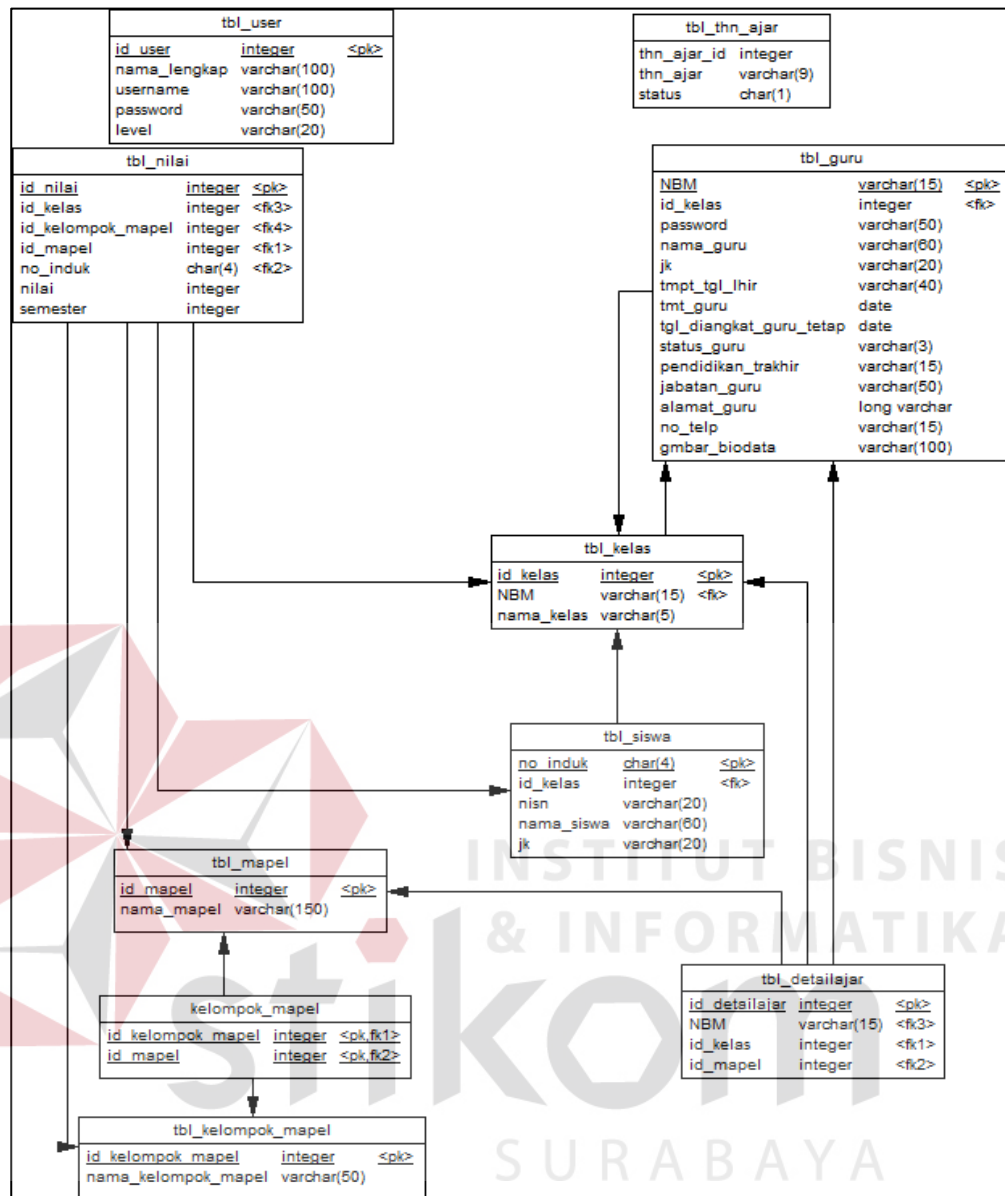 tbl_user
id_user integer <pk>
nama_lengkap varchar(100)
username varchar(100)
password varchar(50)
level varchar(20)
tbl_thn_ajar
thn_ajar_id integer
thn_ajar varchar(9)
status char(1)
tbl_nilai
id_nilai integer <pk>
id_kelas integer <fk3>
id_kelompok_mapel integer <fk4>
id_mapel integer <fk1>
no_induk char(4) <fk2>
nilai integer
semester integer
tbl_guru
NBM varchar(15) <pk>
id_kelas integer <fk>
password varchar(50)
nama_guru varchar(60)
jk varchar(20)
tmpt_tgl_lhir varchar(40)
tmt_guru date
tgl_diangkat_guru_tetap date
status_guru varchar(3)
pendidikan_trakhir varchar(15)
jabatan_guru varchar(50)
alamat_guru long varchar
no_telp varchar(15)
gmbar_biodata varchar(100)
tbl_kelas
id_kelas integer <pk>
NBM varchar(15) <fk>
nama_kelas varchar(5)
tbl_siswa
no_induk char(4) <pk>
id_kelas integer <fk>
nisn varchar(20)
nama_siswa varchar(60)
jk varchar(20)
tbl_mapel
id_mapel integer <pk>
nama_mapel varchar(150)
kelompok_mapel
id_kelompok_mapel integer <pk,fk1>
id_mapel integer <pk,fk2>
tbl_detailajar
id_detailajar integer <pk>
NBM varchar(15) <fk3>
id_kelas integer <fk1>
id_mapel integer <fk2>
tbl_kelompok_mapel
id_kelompok_mapel integer <pk>
nama_kelompok_mapel varchar(50)
INSTITUT BISNIS
& INFORMATIKA
stikom
SURABAYA